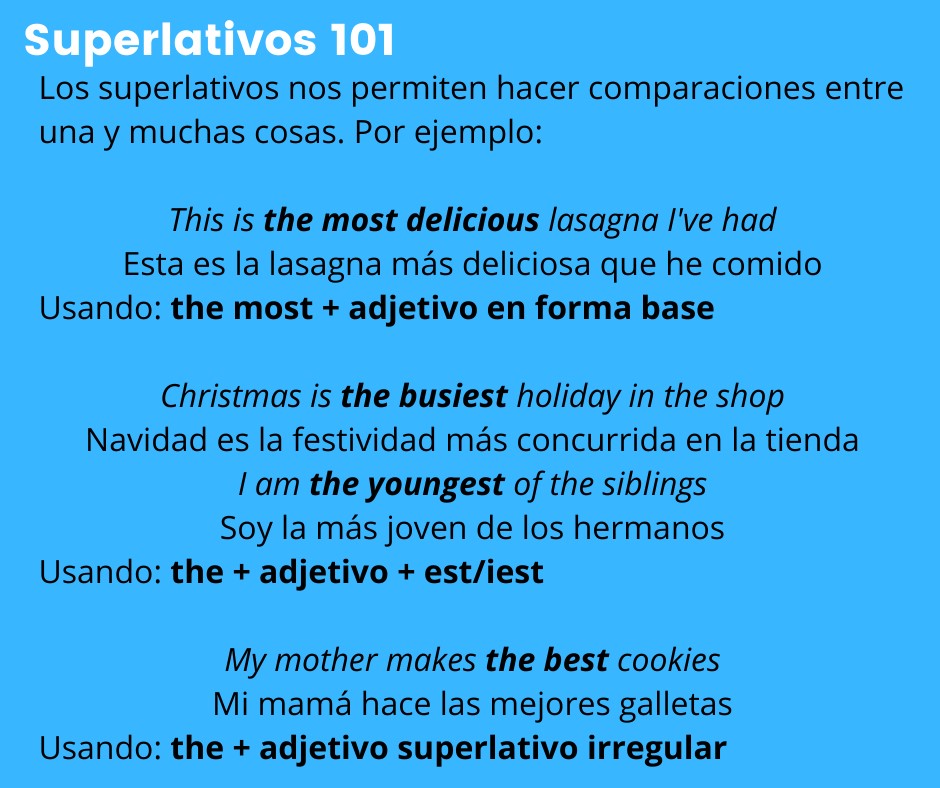 Superlativos 101
Los superlativos nos permiten hacer comparaciones entre
una y muchas cosas. Por ejemplo:
This is the most delicious lasagna I've had
Esta es la lasagna más deliciosa que he comido
Usando: the most + adjetivo en forma base
Christmas is the busiest holiday in the shop
Navidad es la festividad más concurrida en la tienda
I am the youngest of the siblings
Soy la más joven de los hermanos
Usando: the + adjetivo + est/iest
My mother makes the best cookies
Mi mamá hace las mejores galletas
Usando: the + adjetivo superlativo irregular